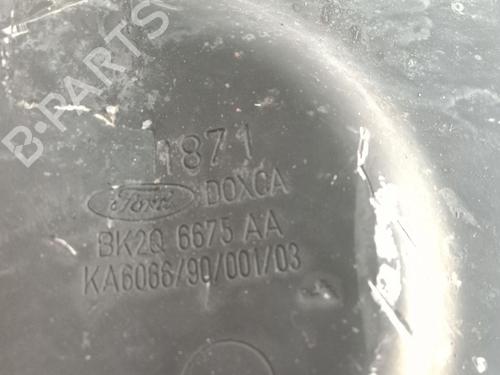 B-PARTS
1871
Ford DOXCA
BK2Q 6675 AA
KA6066/90/001/03